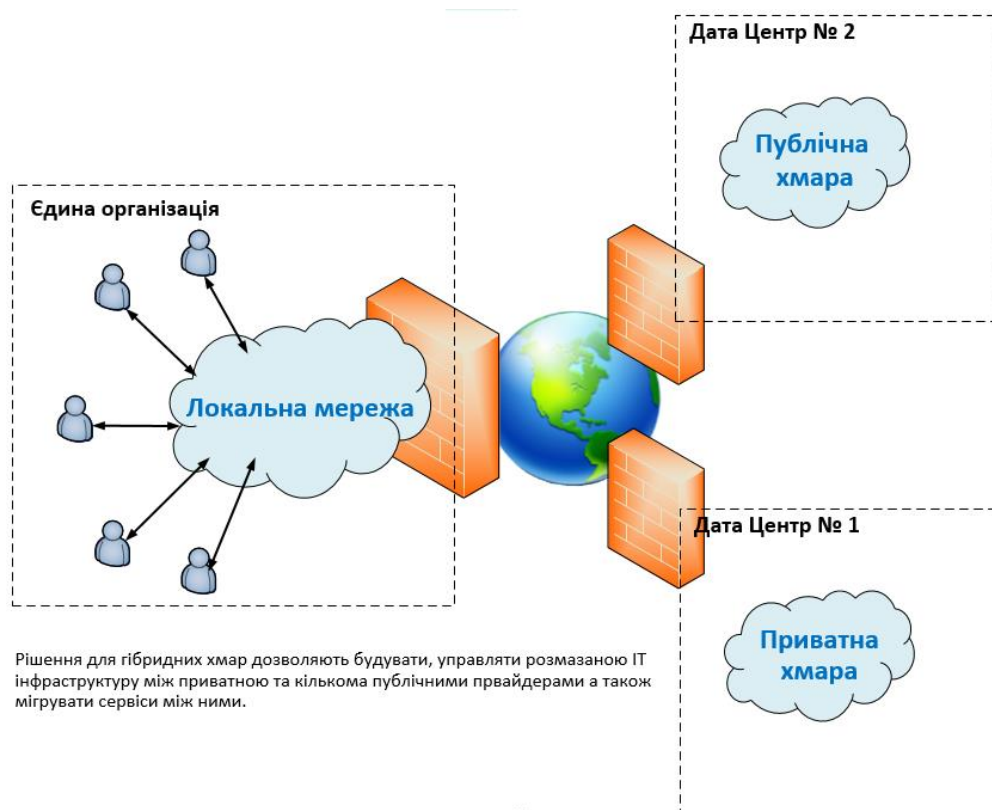 Дата Центр № 2
Публічна
хмара
Єдина організація
Локальна мережа
Дата Центр № 1
Приватна
хмара
Рішення для гібридних хмар дозволяють будувати, управляти розмазаною ІТ
інфраструктуру між приватною та кількома публічними првайдерами а також
мігрувати сервіси між ними.